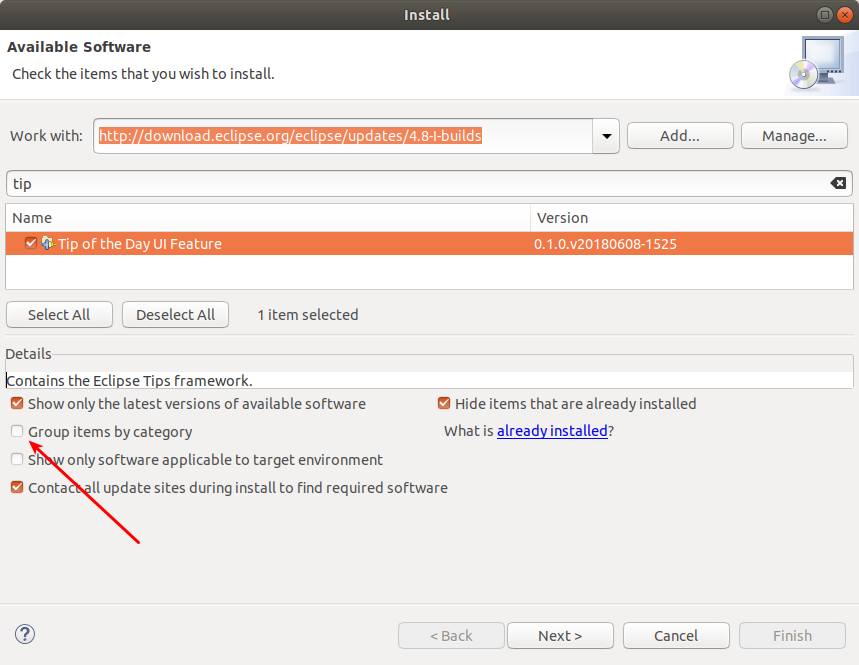 Install
Available Software
Check the items that you wish to install.
Work with: http://download.eclipse.org/eclipse/updates/4.8-I-builds Add... Manage...
tip
Name Version
Tip of the Day UI Feature 0.1.0.v20180608-1525
Select All Deselect All 1 item selected
Details
Contains the Eclipse Tips framework.
Show only the latest versions of available software Hide items that are already installed
Group items by category What is already installed?
Show only software applicable to target environment
Contact all update sites during install to find required software
? < Back Next > Cancel Finish